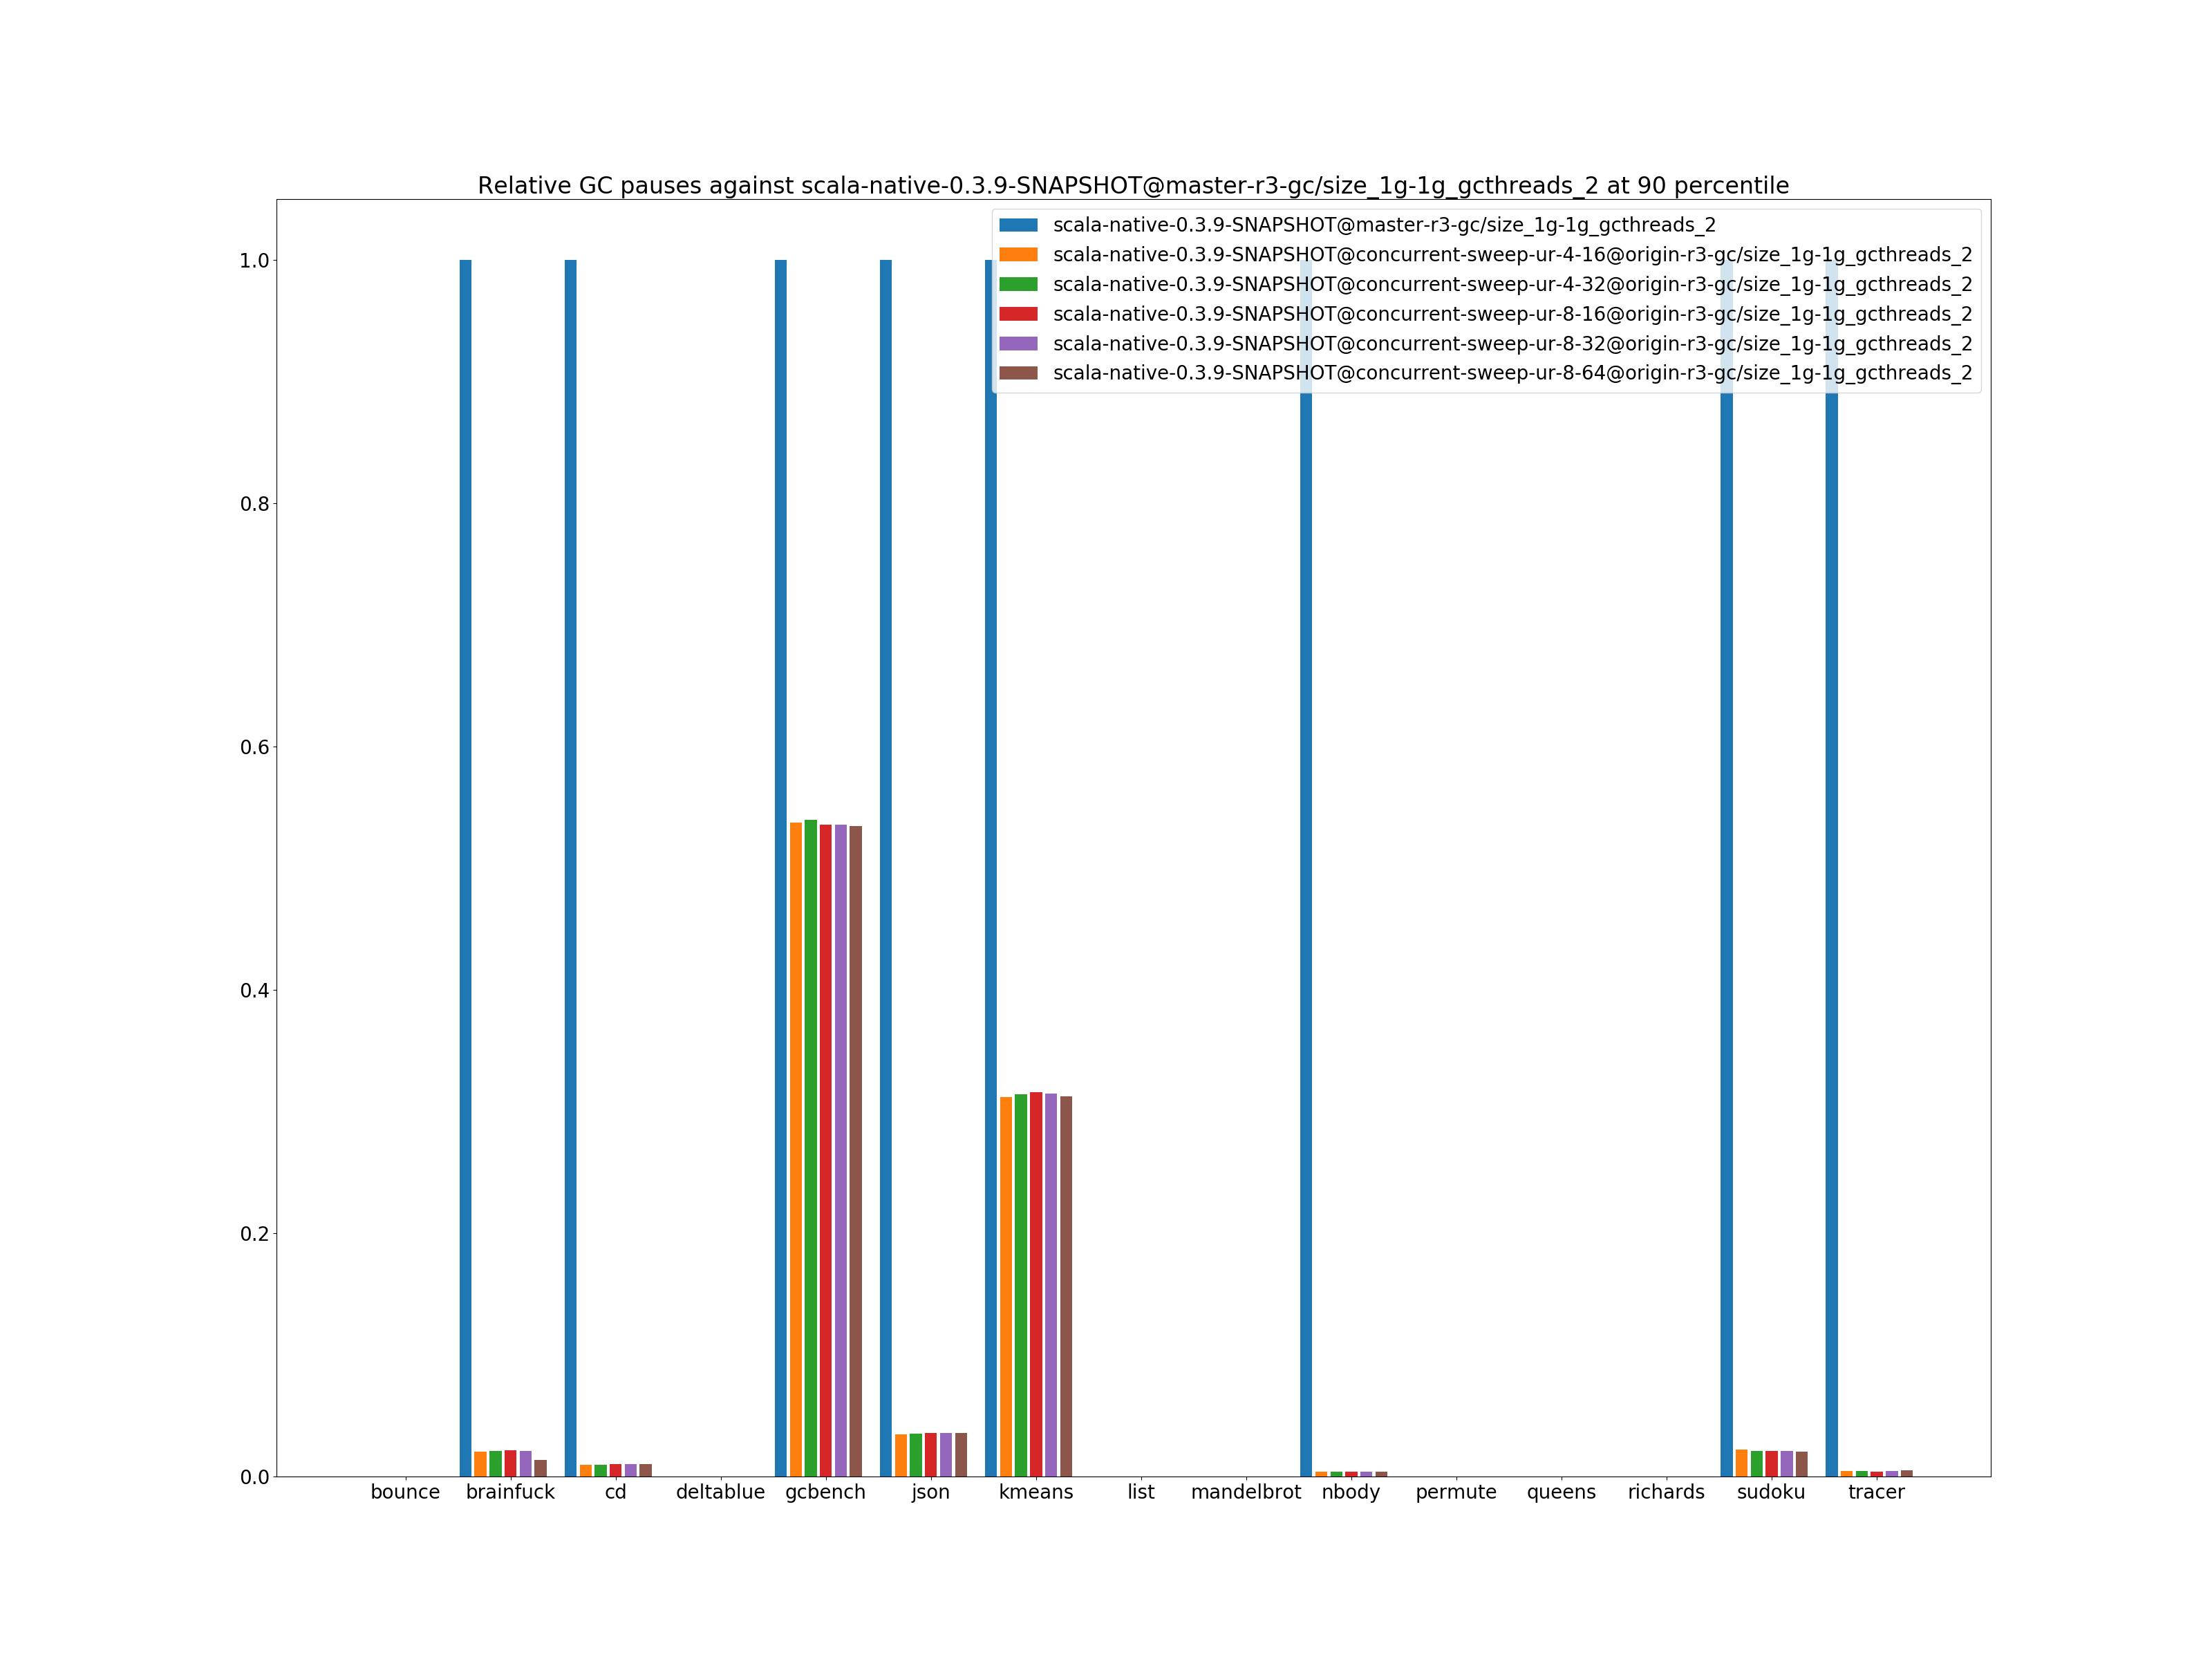 Relative GC pauses against scala-native-0.3.9-SNAPSHOT@master-r3-gc/size_1g-1g_gcthreads_2 at 90 percentile
scala-native-0.3.9-SNAPSHOT@master-r3-gc/size_1g-1g_gcthreads_2
scala-native-0.3.9-SNAPSHOT@concurrent-sweep-ur-4-16@origin-r3-gc/size_1g-1g_gcthreads_2
scala-native-0.3.9-SNAPSHOT@concurrent-sweep-ur-4-32@origin-r3-gc/size_1g-1g_gcthreads_2
scala-native-0.3.9-SNAPSHOT@concurrent-sweep-ur-8-16@origin-r3-gc/size_1g-1g_gcthreads_2
scala-native-0.3.9-SNAPSHOT@concurrent-sweep-ur-8-32@origin-r3-gc/size_1g-1g_gcthreads_2
scala-native-0.3.9-SNAPSHOT@concurrent-sweep-ur-8-64@origin-r3-gc/size_1g-1g_gcthreads_2
1.0
0.8
0.6
0.4
0.2
0.0
bounce brainfuck cd deltablue gcbench json kmeans list mandelbrot nbody permute queens richards sudoku tracer